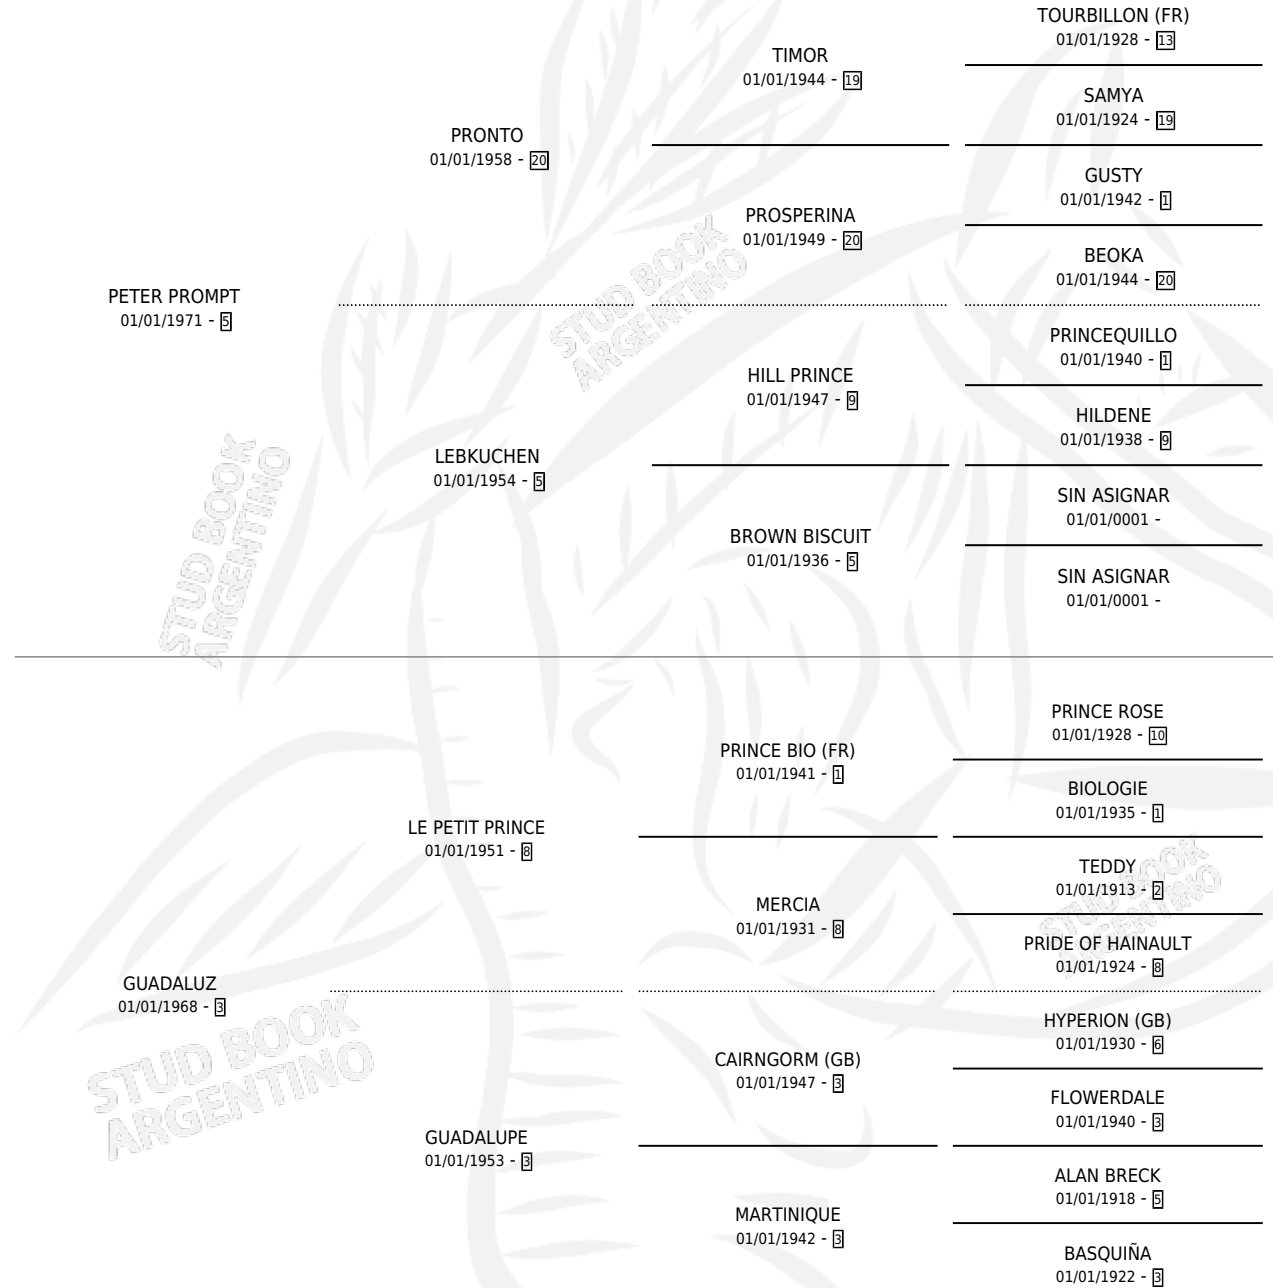 TOURBILLON (FR)
01/01/1928 - 13
TIMOR
01/01/1944 - 19
SAMYA
01/01/1924 - 19
PRONTO
01/01/1958 - 20
GUSTY
01/01/1942 - 1
PROSPERINA
01/01/1949 - 20
BEOKA
01/01/1944 - 20
PETER PROMPT
01/01/1971 - 5
PRINCEQUILLO
01/01/1940 - 1
HILL PRINCE
01/01/1947 - 9
HILDENE
01/01/1938 - 9
LEBKUCHEN
01/01/1954 - 5
SIN ASIGNAR
01/01/0001 -
BROWN BISCUIT
01/01/1936 - 5
SIN ASIGNAR
01/01/0001 -
PRINCE ROSE
01/01/1928 - 10
PRINCE BIO (FR)
01/01/1941 - 1
BIOLOGIE
01/01/1935 - 1
LE PETIT PRINCE
01/01/1951 - 8
TEDDY
01/01/1913 - 2
MERCIA
01/01/1931 - 8
PRIDE OF HAINAULT
01/01/1924 - 8
GUADALUZ
01/01/1968 - 3
HYPERION (GB)
01/01/1930 - 6
CAIRNGORM (GB)
01/01/1947 - 3
FLOWERDALE
01/01/1940 - 3
GUADALUPE
01/01/1953 - 3
ALAN BRECK
01/01/1918 - 5
MARTINIQUE
01/01/1942 - 3
BASQUIÑA
01/01/1922 - 3
STUD BOOK
ARGENTINO
STUD BOOK
ARGENTINO
STUD BOOK
ARGENTINO
STUD BOOK
ARGENTINO